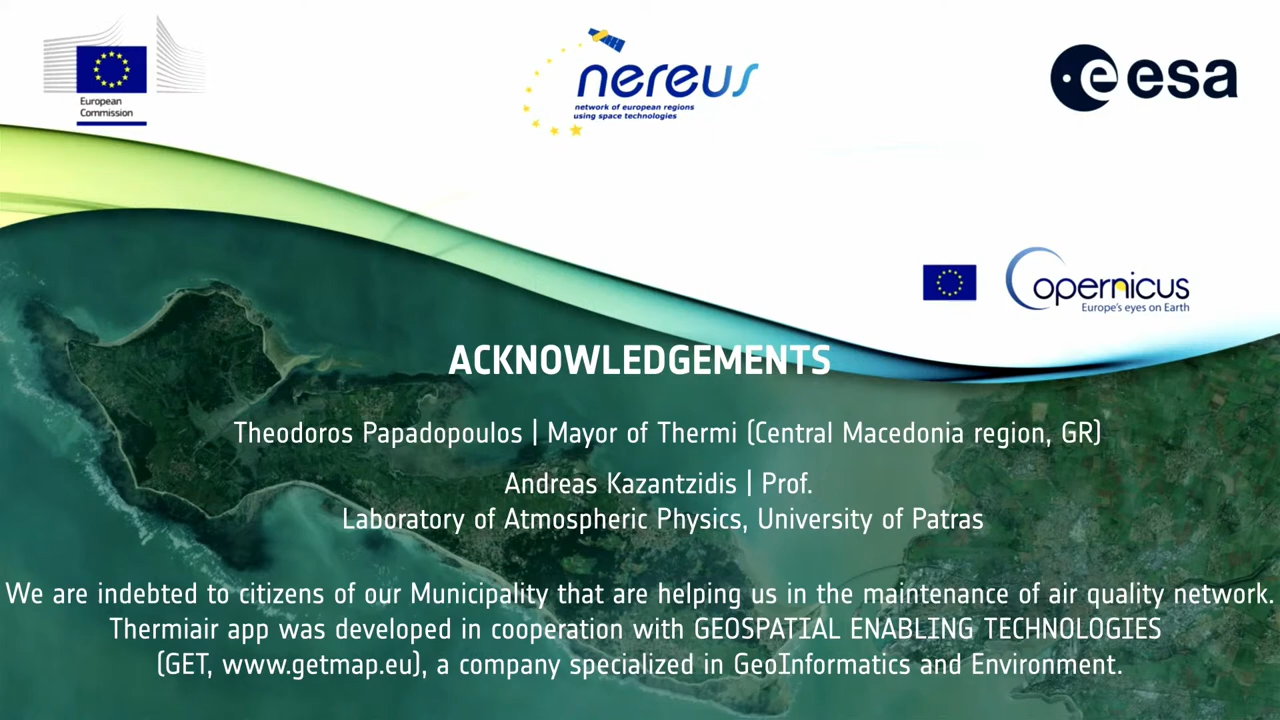 European
Commission
nereus
network of european regions
using space technologies
esa
Copernicus
Europe's eyes on Earth
ACKNOWLEDGEMENTS
Theodoros Papadopoulos | Mayor of Thermi (Central Macedonia region, GR)
Andreas Kazantzidis | Prof.
Laboratory of Atmospheric Physics, University of Patras
We are indebted to citizens of our Municipality that are helping us in the maintenance of air quality network.
Thermiair app was developed in cooperation with GEOSPATIAL ENABLING TECHNOLOGIES
(GET, www.getmap.eu), a company specialized in GeoInformatics and Environment.